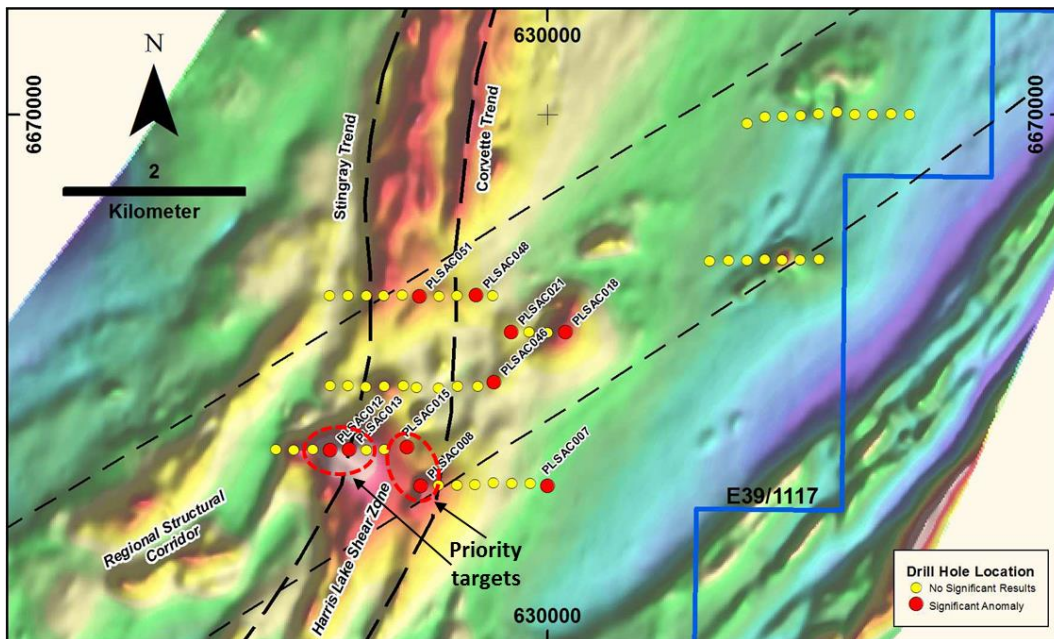 630000
N
6670000
6670000
2
Kilometer
Stingray Trend
Corvette Trend
PLSAC051
PLSAC048
PLSAC021
PLSAC018
PLSAC046
PLSAC012
PLSAC013
PLSAC015
PLSAC008
PLSAC007
E39/1117
Regional Structural
Corridor
Harris Lake Shear Zone
Priority
targets
630000
Drill Hole Location
No Significant Results
Significant Anomaly